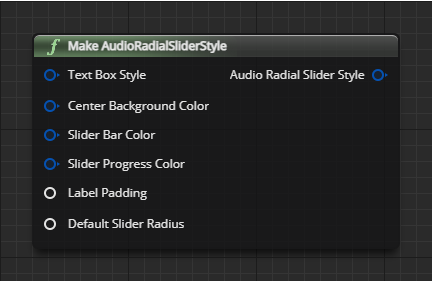 Make AudioRadialSliderStyle
Text Box Style
Audio Radial Slider Style
Center Background Color
Slider Bar Color
Slider Progress Color
Label Padding
Default Slider Radius